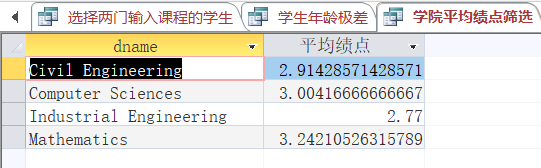 选择两门输入课程的学生 学生年龄极差 学院平均绩点筛选
dname 平均绩点
Civil Engineering 2.91428571428571
Computer Sciences 3.00416666666667
Industrial Engineering 2.77
Mathematics 3.24210526315789